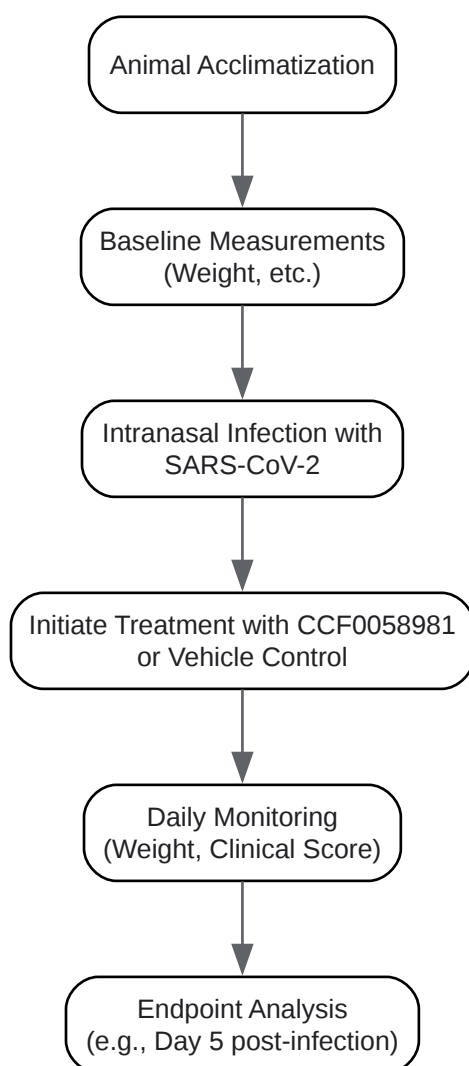 Animal Acclimatization
Baseline Measurements
(Weight, etc.)
Intranasal Infection with
SARS-CoV-2
Initiate Treatment with CCF0058981
or Vehicle Control
Daily Monitoring
(Weight, Clinical Score)
Endpoint Analysis
(e.g., Day 5 post-infection)